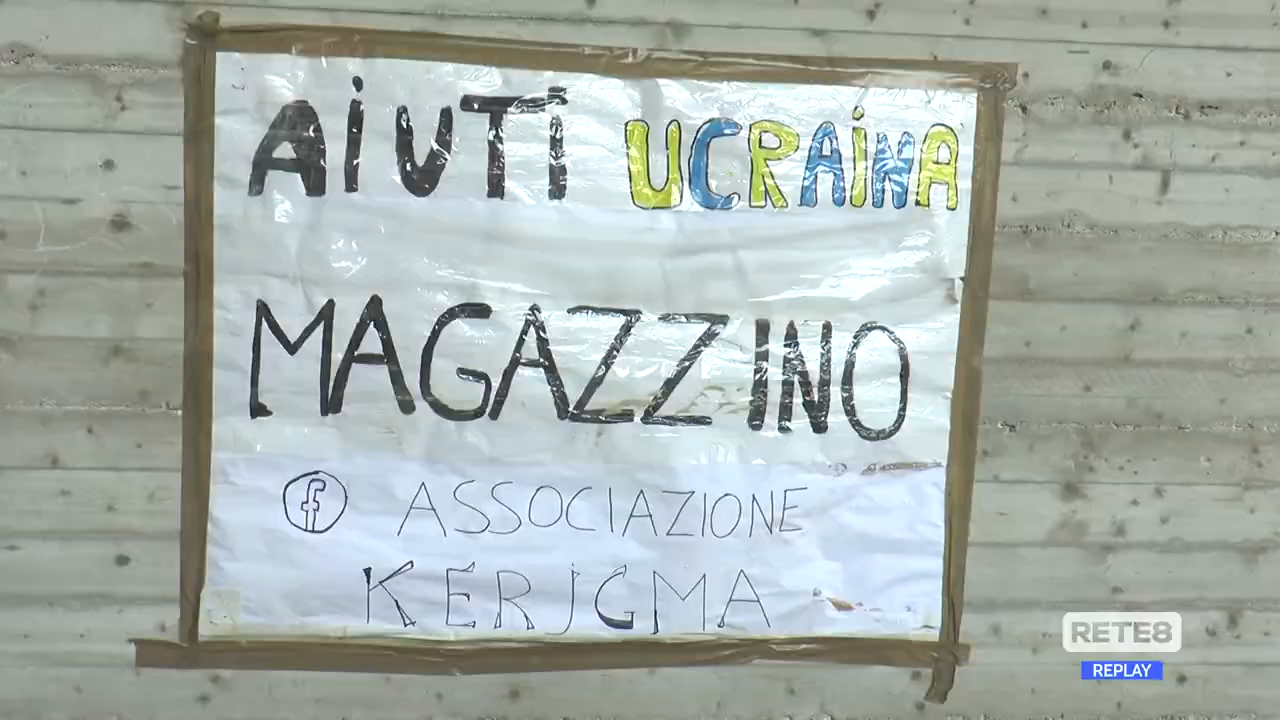 AiUTI UCRAiNA
MAGAZZINO
f ASSOCIAZIONE
KERJGMA
RETE8
REPLAY